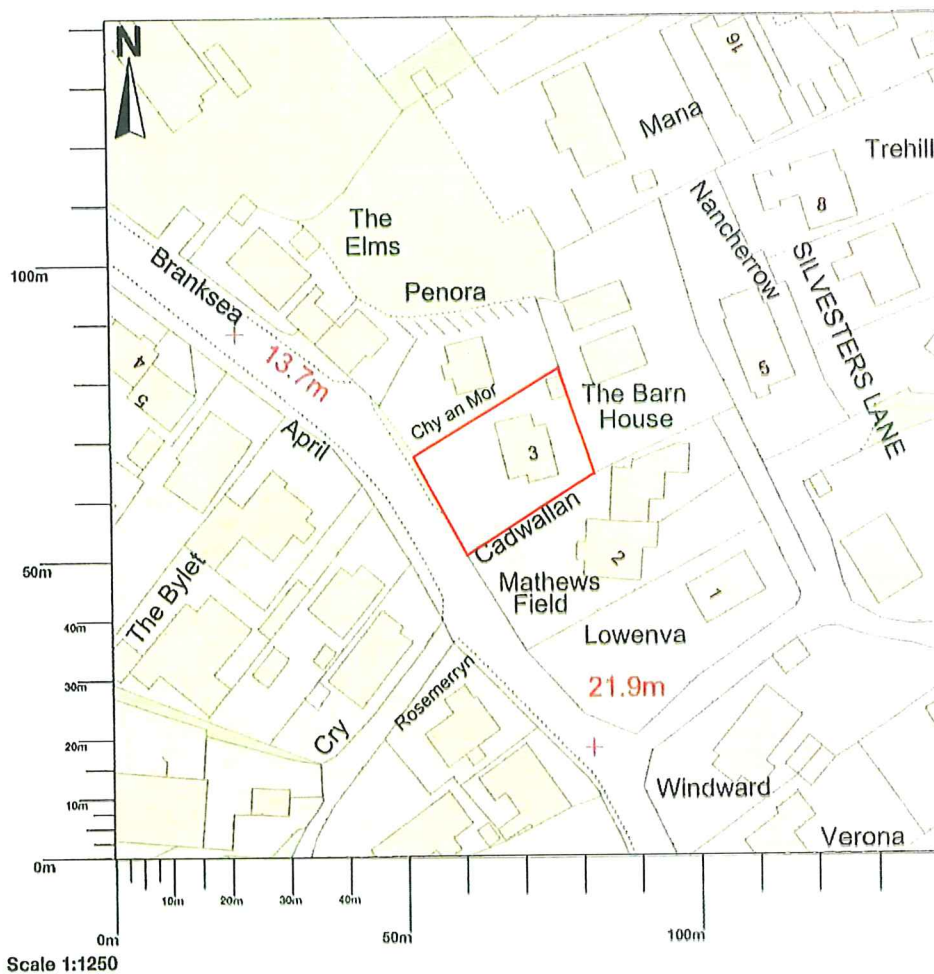 N
16
Mana
Trehill
8
Nancherrow
SILVESTERS LANE
The
Elms
Branksea
Penora
100m
13.7m
4
5
April
Chy an Mor
3
The Barn
House
5
Cadwallan
2
Mathews
Field
1
Lowenva
50m
The Bylet
40m
30m
21.9m
Cry
Rosemerryn
20m
Windward
10m
Verona
0m
10m
20m
30m
40m
0m
50m
100m
Scale 1:1250